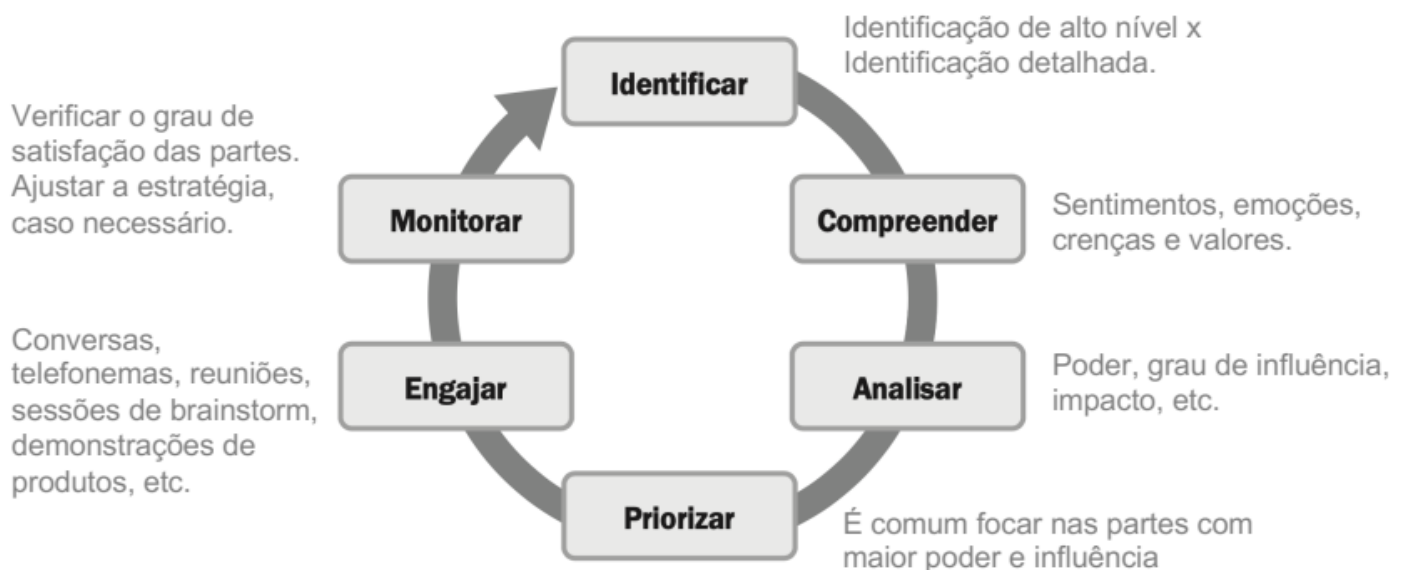 Identificar
Identificação de alto nível x
Identificação detalhada.
Compreender
Sentimentos, emoções,
crenças e valores.
Analisar
Poder, grau de influência,
impacto, etc.
Priorizar
É comum focar nas partes com
maior poder e influência
Engajar
Conversas,
telefonemas, reuniões,
sessões de brainstorm,
demonstrações de
produtos, etc.
Monitorar
Verificar o grau de
satisfação das partes.
Ajustar a estratégia,
caso necessário.